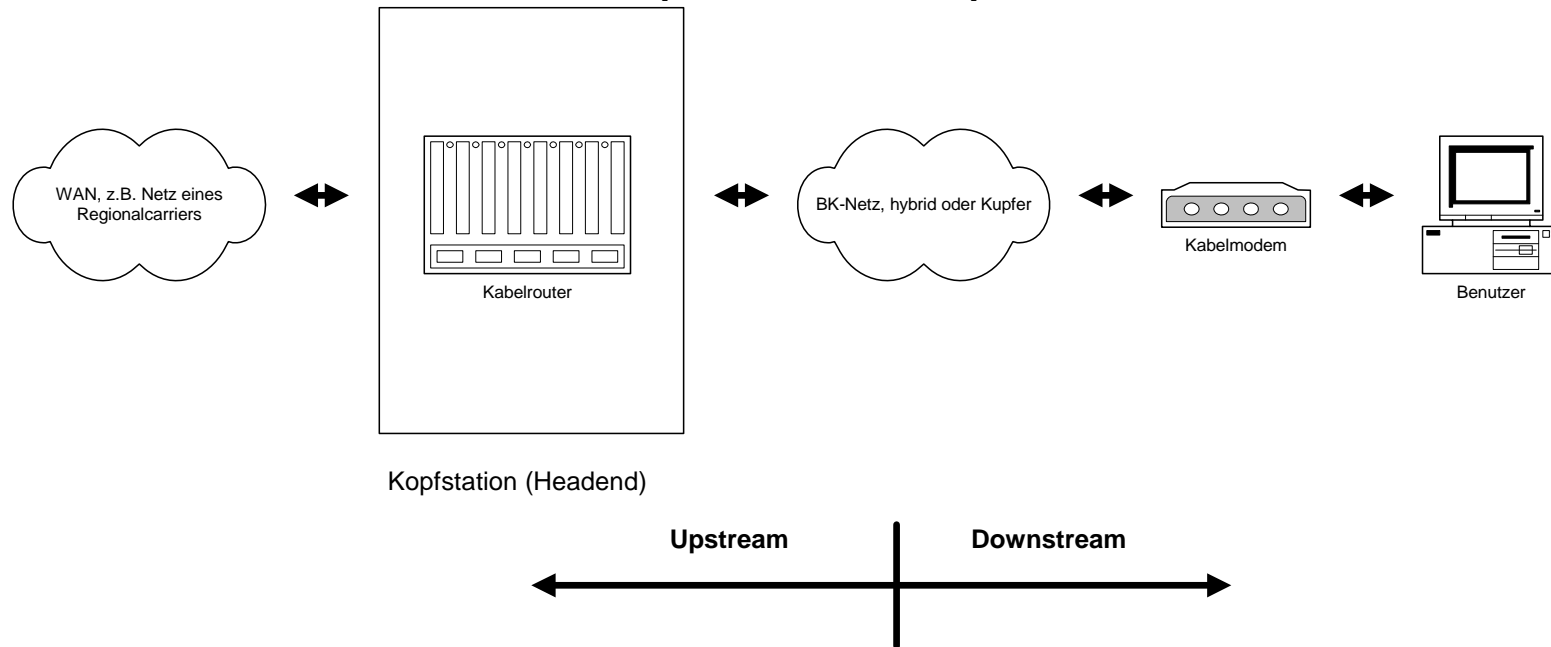 WAN, z.B. Netz eines
Regionalcarriers
Kabelrouter
BK-Netz, hybrid oder Kupfer
Kabelmodem
Benutzer
Kopfstation (Headend)
Upstream
Downstream